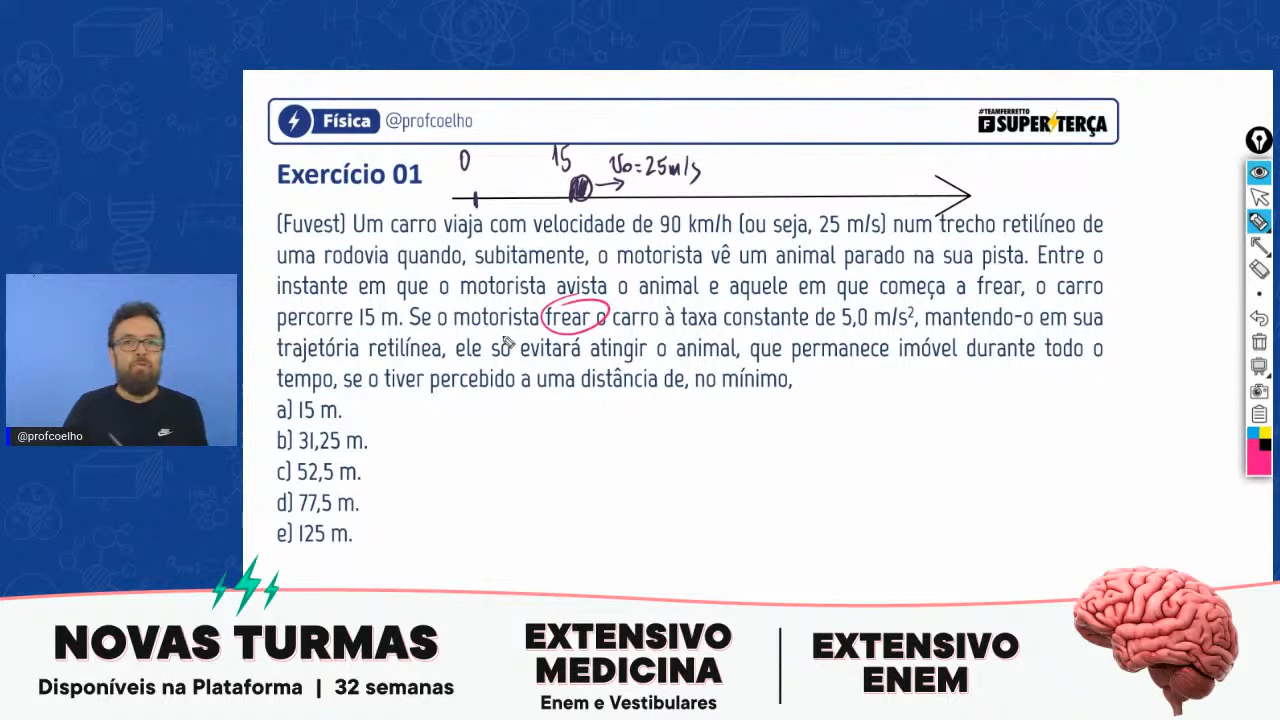 Física @profcoelho
#TEAMFERRETTO
SUPER TERÇA
0 15 Vo=25m/s
Exercício 01
(Fuvest) Um carro viaja com velocidade de 90 km/h (ou seja, 25 m/s) num trecho retilíneo de
uma rodovia quando, subitamente, o motorista vê um animal parado na sua pista. Entre o
instante em que o motorista avista o animal e aquele em que começa a frear, o carro
percorre 15 m. Se o motorista frear o carro à taxa constante de 5,0 m/s², mantendo-o em sua
trajetória retilínea, ele só evitará atingir o animal, que permanece imóvel durante todo o
tempo, se o tiver percebido a uma distância de, no mínimo,
a) 15 m.
b) 31,25 m.
c) 52,5 m.
d) 77,5 m.
e) 125 m.
@profcoelho
NOVAS TURMAS
Disponíveis na Plataforma | 32 semanas
EXTENSIVO
MEDICINA
Enem e Vestibulares
EXTENSIVO
ENEM